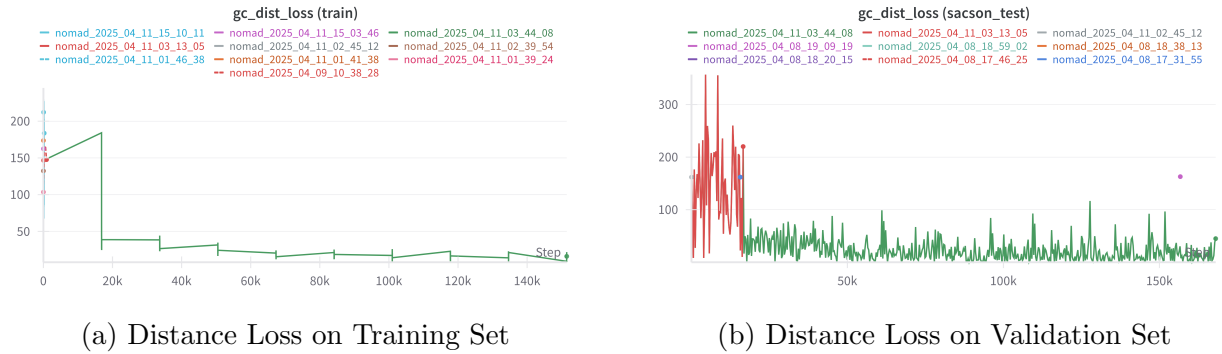 gc_dist_loss (train)
nomad_2025_04_11_15_10_11 nomad_2025_04_11_15_03_46 nomad_2025_04_11_03_44_08
nomad_2025_04_11_03_13_05 nomad_2025_04_11_02_45_12 nomad_2025_04_11_02_39_54
nomad_2025_04_11_01_46_38 nomad_2025_04_11_01_41_38 nomad_2025_04_11_01_39_24
nomad_2025_04_09_10_38_28
200
150
100
50
Step
0 20k 40k 60k 80k 100k 120k 140k
(a) Distance Loss on Training Set
gc_dist_loss (sacson_test)
nomad_2025_04_11_03_44_08 nomad_2025_04_11_03_13_05 nomad_2025_04_11_02_45_12
nomad_2025_04_08_19_09_19 nomad_2025_04_08_18_59_02 nomad_2025_04_08_18_38_13
nomad_2025_04_08_18_20_15 nomad_2025_04_08_17_46_25 nomad_2025_04_08_17_31_55
300
200
100
Step
50k 100k 150k
(b) Distance Loss on Validation Set